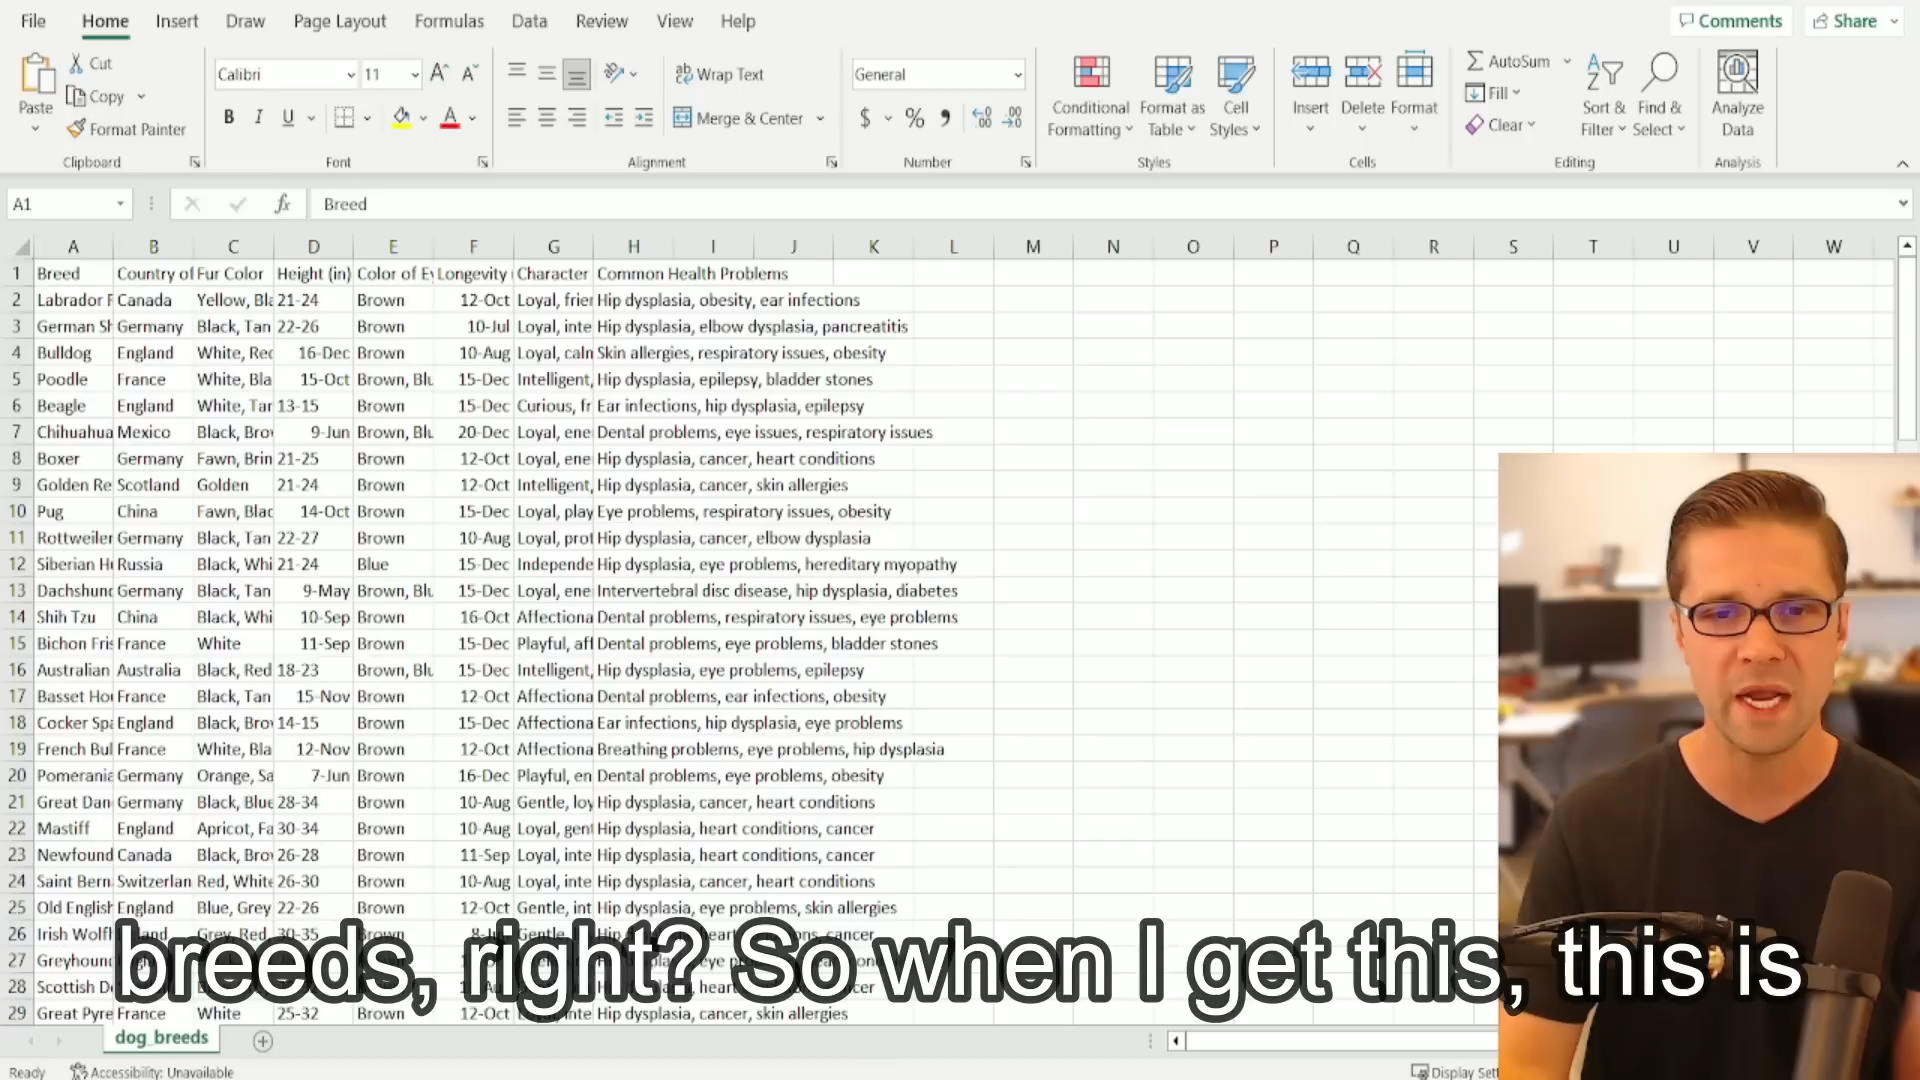 File Home Insert Draw Page Layout Formulas Data Review View Help Comments Share
Cut
Copy
Format Painter
Paste
Calibri 11
B I U
Wrap Text
Merge & Center
General
$ % 9
Conditional Formatting
Format as Table
Cell Styles
Insert Delete Format
AutoSum
Fill
Clear
Sort & Filter
Find & Select
Analyze Data
Clipboard Font Alignment Number Styles Cells Editing Analysis
A1 fx Breed
A B C D E F G H I J K L M N O P Q R S T U V W
1 Breed Country of Fur Color Height (in) Color of Ey Longevity Character Common Health Problems
2 Labrador Canada Yellow, Bla 21-24 Brown 12-Oct Loyal, frier Hip dysplasia, obesity, ear infections
3 German Sh Germany Black, Tan 22-26 Brown 10-Jul Loyal, inte Hip dysplasia, elbow dysplasia, pancreatitis
4 Bulldog England White, Red 16-Dec Brown 10-Aug Loyal, caln Skin allergies, respiratory issues, obesity
5 Poodle France White, Bla 15-Oct Brown, Blu 15-Dec Intelligent, Hip dysplasia, epilepsy, bladder stones
6 Beagle England White, Tan 13-15 Brown 15-Dec Curious, fr Ear infections, hip dysplasia, epilepsy
7 Chihuahua Mexico Black, Brov 9-Jun Brown, Blu 20-Dec Loyal, ene Dental problems, eye issues, respiratory issues
8 Boxer Germany Fawn, Brin 21-25 Brown 12-Oct Loyal, ene Hip dysplasia, cancer, heart conditions
9 Golden Re Scotland Golden 21-24 Brown 12-Oct Intelligent, Hip dysplasia, cancer, skin allergies
10 Pug China Fawn, Blac 14-Oct Brown 15-Dec Loyal, play Eye problems, respiratory issues, obesity
11 Rottweiler Germany Black, Tan 22-27 Brown 10-Aug Loyal, prot Hip dysplasia, cancer, elbow dysplasia
12 Siberian Hu Russia Black, Whi 21-24 Blue 15-Dec Independe Hip dysplasia, eye problems, hereditary myopathy
13 Dachshund Germany Black, Tan 9-May Brown, Blu 15-Dec Loyal, ene Intervertebral disc disease, hip dysplasia, diabetes
14 Shih Tzu China Black, Whi 10-Sep Brown 16-Oct Affectiona Dental problems, respiratory issues, eye problems
15 Bichon Fris France White 11-Sep Brown 15-Dec Playful, aff Dental problems, eye problems, bladder stones
16 Australian Australia Black, Red 18-23 Brown, Blu 15-Dec Intelligent, Hip dysplasia, eye problems, epilepsy
17 Basset Hou France Black, Tan 15-Nov Brown 12-Oct Affectiona Dental problems, ear infections, obesity
18 Cocker Spa England Black, Brov 14-15 Brown 15-Dec Affectiona Ear infections, hip dysplasia, eye problems
19 French Bul France White, Bla 12-Nov Brown 12-Oct Affectiona Breathing problems, eye problems, hip dysplasia
20 Pomerania Germany Orange, Sa 7-Jun Brown 16-Dec Playful, en Dental problems, eye problems, obesity
21 Great Dan Germany Black, Blue 28-34 Brown 10-Aug Gentle, loy Hip dysplasia, cancer, heart conditions
22 Mastiff England Apricot, Fa 30-34 Brown 10-Aug Loyal, gent Hip dysplasia, heart conditions, cancer
23 Newfound Canada Black, Brov 26-28 Brown 11-Sep Loyal, inte Hip dysplasia, heart conditions, cancer
24 Saint Bern Switzerlan Red, White 26-30 Brown 10-Aug Loyal, inte Hip dysplasia, cancer, heart conditions
25 Old English England Blue, Grey 22-26 Brown 12-Oct Gentle, int Hip dysplasia, eye problems, skin allergies
26 Irish Wolfh Grey, Red, 30-35 Brown Gentle, cancer
27 Greyhound
28 Scottish De
29 Great Pyre France White 25-32 Brown 12-Oct Hip dysplasia, cancer, skin allergies
breeds, right? So when I get this, this is
dog_breeds
Ready Accessibility: Unavailable Display Sett